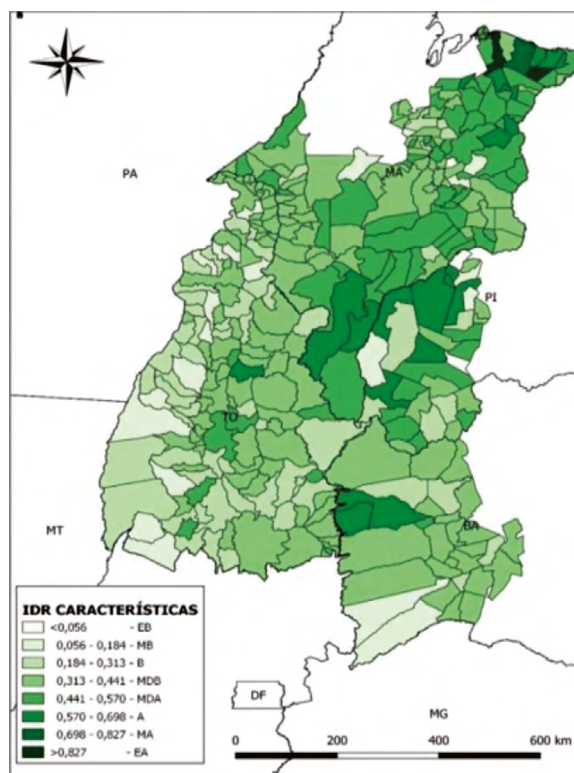 PA
MA
PI
TO
MT
BA
IDR CARACTERÍSTICAS
<0,056 - EB
0,056 - 0,184 - MB
0,184 - 0,313 - B
0,313 - 0,441 - MDB
0,441 - 0,570 - MDA
0,570 - 0,698 - A
0,698 - 0,827 - MA
>0,827 - EA
DF
MG
0 200 400 600 km